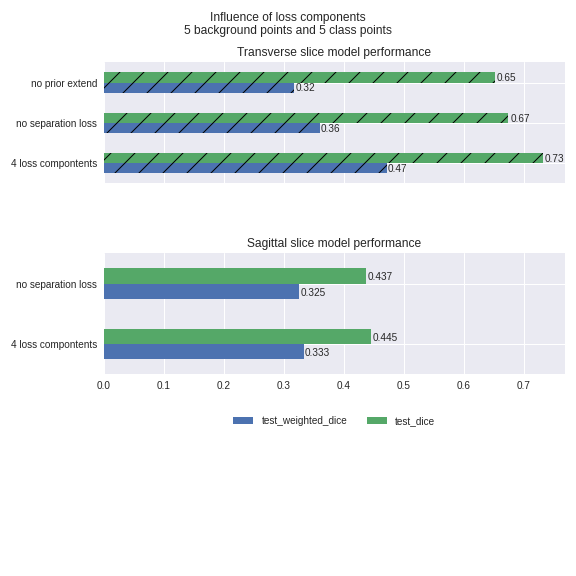 Influence of loss components
5 background points and 5 class points
Transverse slice model performance
no prior extend
0.65
0.32
no separation loss
0.67
0.36
4 loss compontents
0.73
0.47
Sagittal slice model performance
no separation loss
0.437
0.325
4 loss compontents
0.445
0.333
0.0 0.1 0.2 0.3 0.4 0.5 0.6 0.7
test_weighted_dice test_dice